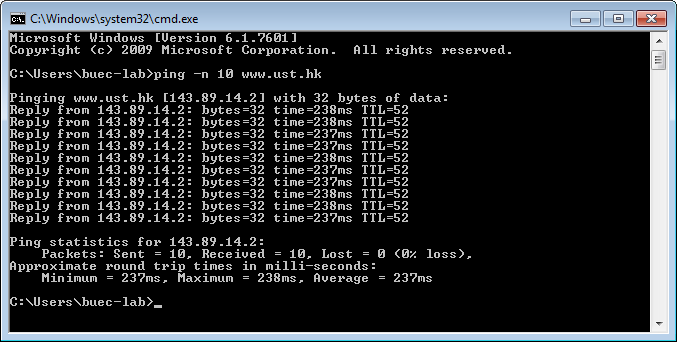 C:\Windows\system32\cmd.exe
Microsoft Windows [Version 6.1.7601]
Copyright (c) 2009 Microsoft Corporation.  All rights reserved.
C:\Users\buec-lab>ping -n 10 www.ust.hk
Pinging www.ust.hk [143.89.14.2] with 32 bytes of data:
Reply from 143.89.14.2: bytes=32 time=238ms TTL=52
Reply from 143.89.14.2: bytes=32 time=238ms TTL=52
Reply from 143.89.14.2: bytes=32 time=237ms TTL=52
Reply from 143.89.14.2: bytes=32 time=237ms TTL=52
Reply from 143.89.14.2: bytes=32 time=238ms TTL=52
Reply from 143.89.14.2: bytes=32 time=237ms TTL=52
Reply from 143.89.14.2: bytes=32 time=238ms TTL=52
Reply from 143.89.14.2: bytes=32 time=238ms TTL=52
Reply from 143.89.14.2: bytes=32 time=237ms TTL=52
Reply from 143.89.14.2: bytes=32 time=237ms TTL=52
Ping statistics for 143.89.14.2:
    Packets: Sent = 10, Received = 10, Lost = 0 (0% loss),
Approximate round trip times in milli-seconds:
    Minimum = 237ms, Maximum = 238ms, Average = 237ms
C:\Users\buec-lab>_